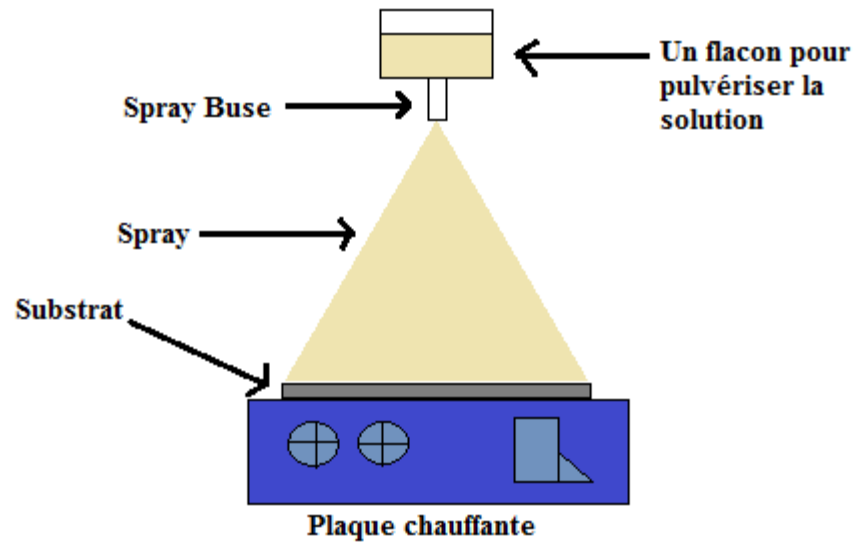 Un flacon pour
pulvériser la
solution
Spray Buse
Spray
Substrat
Plaque chauffante